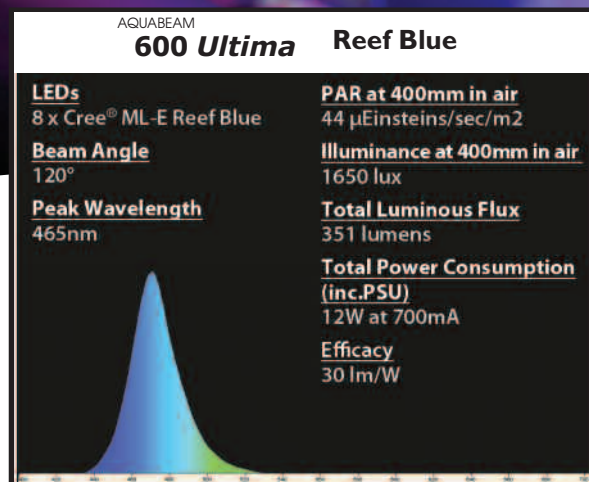 AQUABEAM
600 Ultima Reef Blue
LEDs
8 x Cree® ML-E Reef Blue
Beam Angle
120°
Peak Wavelength
465nm
PAR at 400mm in air
44 µEinsteins/sec/m2
Illuminance at 400mm in air
1650 lux
Total Luminous Flux
351 lumens
Total Power Consumption
(inc.PSU)
12W at 700mA
Efficacy
30 lm/W